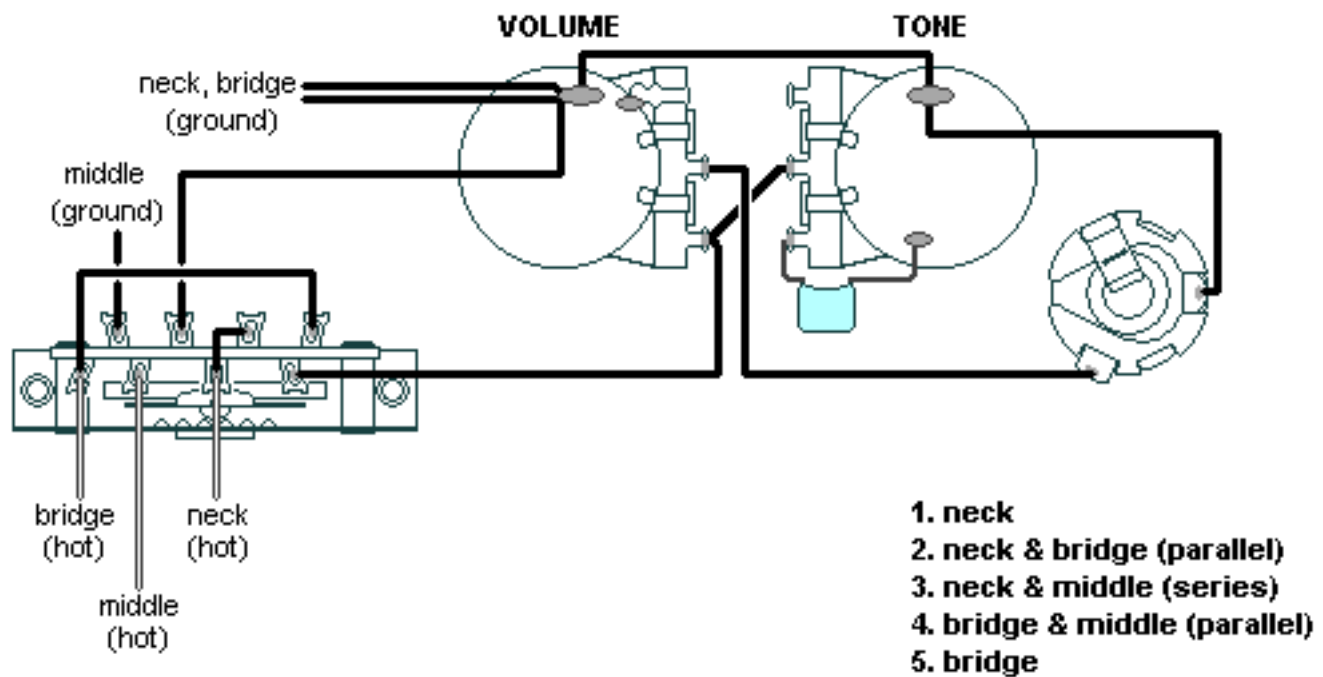 VOLUME
TONE
neck, bridge
(ground)
middle
(ground)
bridge
(hot)
neck
(hot)
middle
(hot)
1. neck
2. neck & bridge (parallel)
3. neck & middle (series)
4. bridge & middle (parallel)
5. bridge